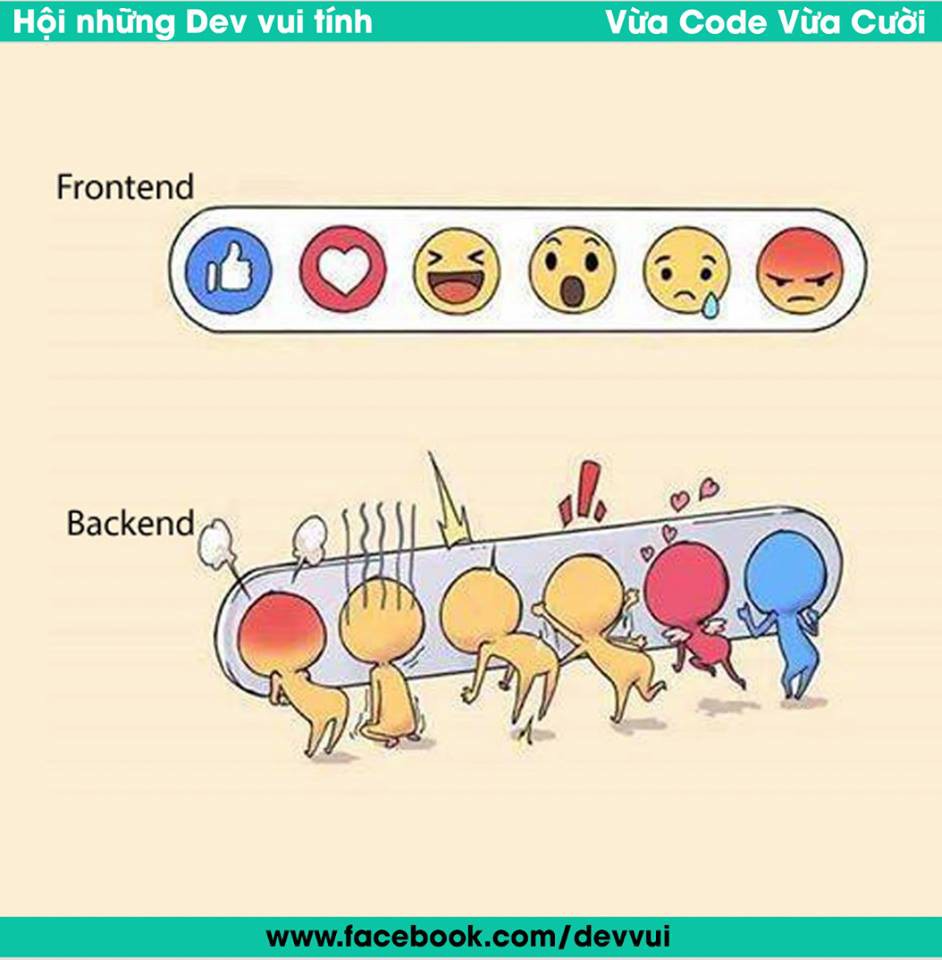 Hội những Dev vui tính
Vừa Code Vừa Cười
Frontend
Backend
www.facebook.com/devvui